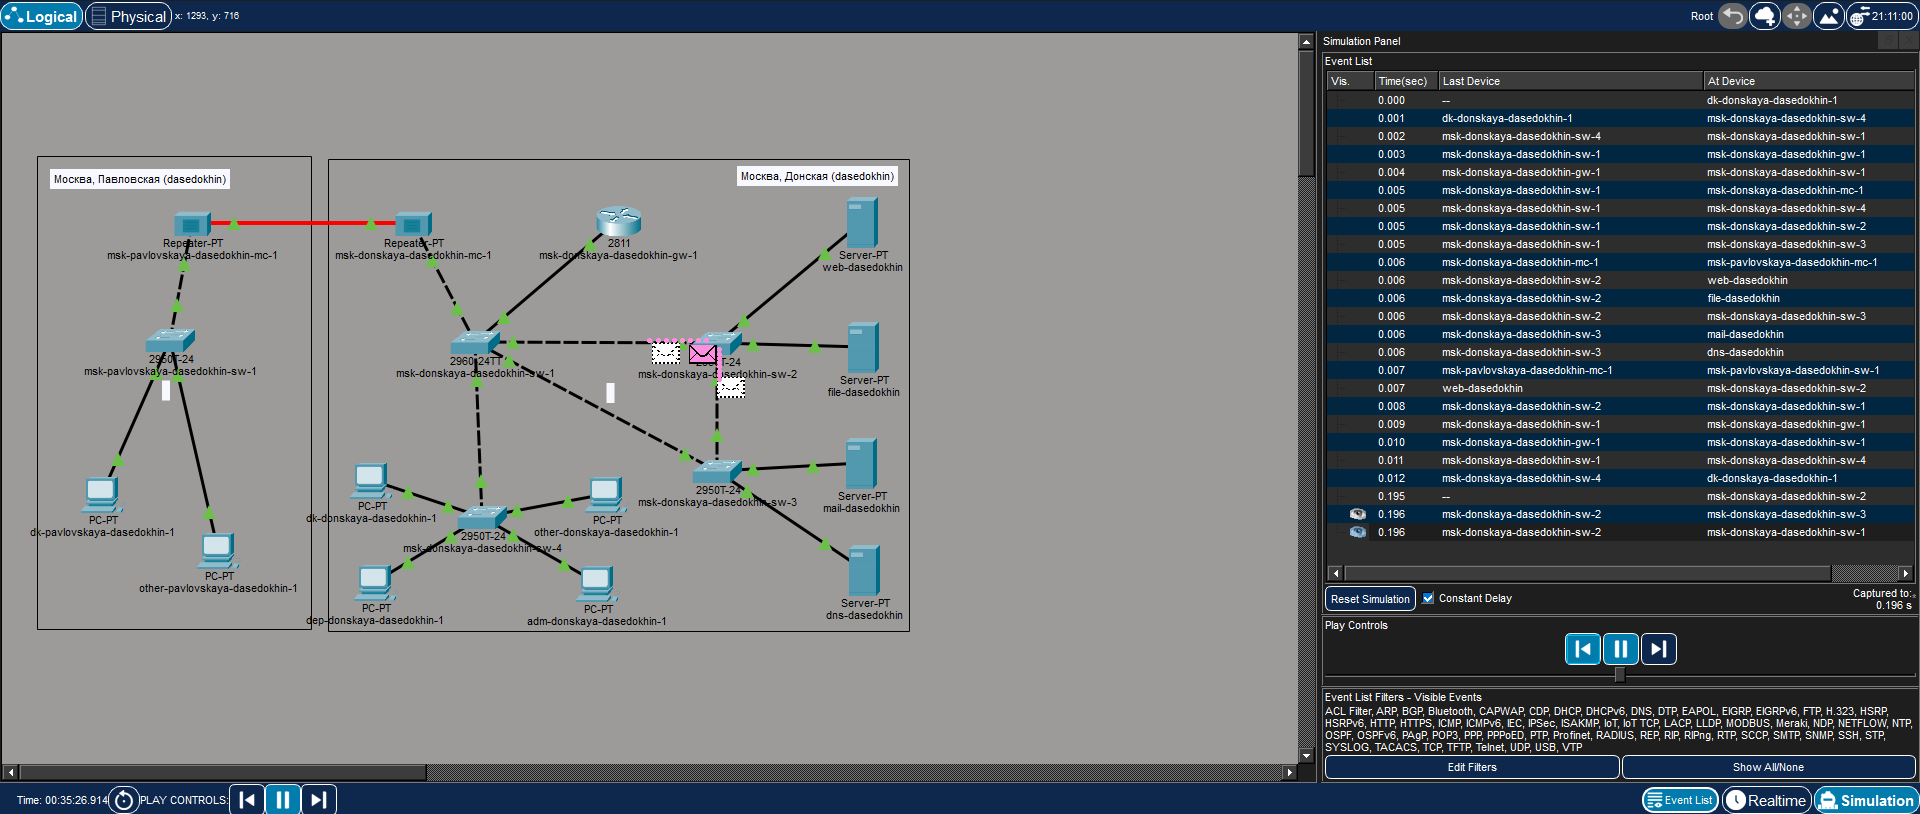 Logical
Physical
x: 1293, y: 716
Root
21:11:00
Москва, Павловская (dasedokhin)
Москва, Донская (dasedokhin)
Repeater-PT
msk-pavlovskaya-dasedokhin-mc-1
Repeater-PT
msk-donskaya-dasedokhin-mc-1
2811
msk-donskaya-dasedokhin-gw-1
Server-PT
web-dasedokhin
2950T-24
msk-pavlovskaya-dasedokhin-sw-1
2960-24TT
msk-donskaya-dasedokhin-sw-1
msk-donskaya-dasedokhin-sw-2
Server-PT
file-dasedokhin
PC-PT
dk-pavlovskaya-dasedokhin-1
PC-PT
other-pavlovskaya-dasedokhin-1
PC-PT
dk-donskaya-dasedokhin-1
PC-PT
other-donskaya-dasedokhin-1
2950T-24
msk-donskaya-dasedokhin-sw-3
Server-PT
mail-dasedokhin
2950T-24
msk-donskaya-dasedokhin-sw-4
PC-PT
dep-donskaya-dasedokhin-1
PC-PT
adm-donskaya-dasedokhin-1
Server-PT
dns-dasedokhin
Simulation Panel
Event List
Vis. Time(sec) Last Device At Device
0.000 -- dk-donskaya-dasedokhin-1
0.001 dk-donskaya-dasedokhin-1 msk-donskaya-dasedokhin-sw-4
0.002 msk-donskaya-dasedokhin-sw-4 msk-donskaya-dasedokhin-sw-1
0.003 msk-donskaya-dasedokhin-sw-1 msk-donskaya-dasedokhin-gw-1
0.004 msk-donskaya-dasedokhin-gw-1 msk-donskaya-dasedokhin-sw-1
0.005 msk-donskaya-dasedokhin-sw-1 msk-donskaya-dasedokhin-mc-1
0.005 msk-donskaya-dasedokhin-sw-1 msk-donskaya-dasedokhin-sw-4
0.005 msk-donskaya-dasedokhin-sw-1 msk-donskaya-dasedokhin-sw-2
0.005 msk-donskaya-dasedokhin-sw-1 msk-donskaya-dasedokhin-sw-3
0.006 msk-donskaya-dasedokhin-mc-1 msk-pavlovskaya-dasedokhin-mc-1
0.006 msk-donskaya-dasedokhin-sw-2 web-dasedokhin
0.006 msk-donskaya-dasedokhin-sw-2 file-dasedokhin
0.006 msk-donskaya-dasedokhin-sw-2 msk-donskaya-dasedokhin-sw-3
0.006 msk-donskaya-dasedokhin-sw-3 mail-dasedokhin
0.006 msk-donskaya-dasedokhin-sw-3 dns-dasedokhin
0.007 msk-pavlovskaya-dasedokhin-mc-1 msk-pavlovskaya-dasedokhin-sw-1
0.007 web-dasedokhin msk-donskaya-dasedokhin-sw-2
0.008 msk-donskaya-dasedokhin-sw-2 msk-donskaya-dasedokhin-sw-1
0.009 msk-donskaya-dasedokhin-sw-1 msk-donskaya-dasedokhin-gw-1
0.010 msk-donskaya-dasedokhin-gw-1 msk-donskaya-dasedokhin-sw-1
0.011 msk-donskaya-dasedokhin-sw-1 msk-donskaya-dasedokhin-sw-4
0.012 msk-donskaya-dasedokhin-sw-4 dk-donskaya-dasedokhin-1
0.195 -- msk-donskaya-dasedokhin-sw-2
0.196 msk-donskaya-dasedokhin-sw-2 msk-donskaya-dasedokhin-sw-3
0.196 msk-donskaya-dasedokhin-sw-2 msk-donskaya-dasedokhin-sw-1
Reset Simulation
Constant Delay
Captured to:
0.196 s
Play Controls
Event List Filters - Visible Events
ACL Filter, ARP, BGP, Bluetooth, CAPWAP, CDP, DHCP, DHCPv6, DNS, DTP, EAPOL, EIGRP, EIGRPv6, FTP, H.323, HSRP,
HSRPv6, HTTP, HTTPS, ICMP, ICMPv6, IEC, IPSec, ISAKMP, IoT, IoT TCP, LACP, LLDP, MODBUS, Meraki, NDP, NETFLOW, NTP,
OSPF, OSPFv6, PAgP, POP3, PPP, PPPoED, PTP, Profinet, RADIUS, REP, RIP, RIPng, RTP, SCCP, SMTP, SNMP, SSH, STP,
SYSLOG, TACACS, TCP, TFTP, Telnet, UDP, USB, VTP
Edit Filters
Show All/None
Time: 00:35:26.914
PLAY CONTROLS:
Event List
Realtime
Simulation